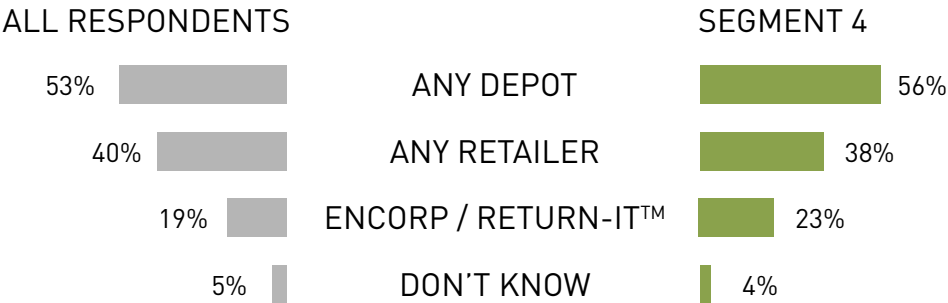 ALL RESPONDENTS SEGMENT 4
53% ANY DEPOT 56%
40% ANY RETAILER 38%
19% ENCORP / RETURN-IT™ 23%
5% DON'T KNOW 4%